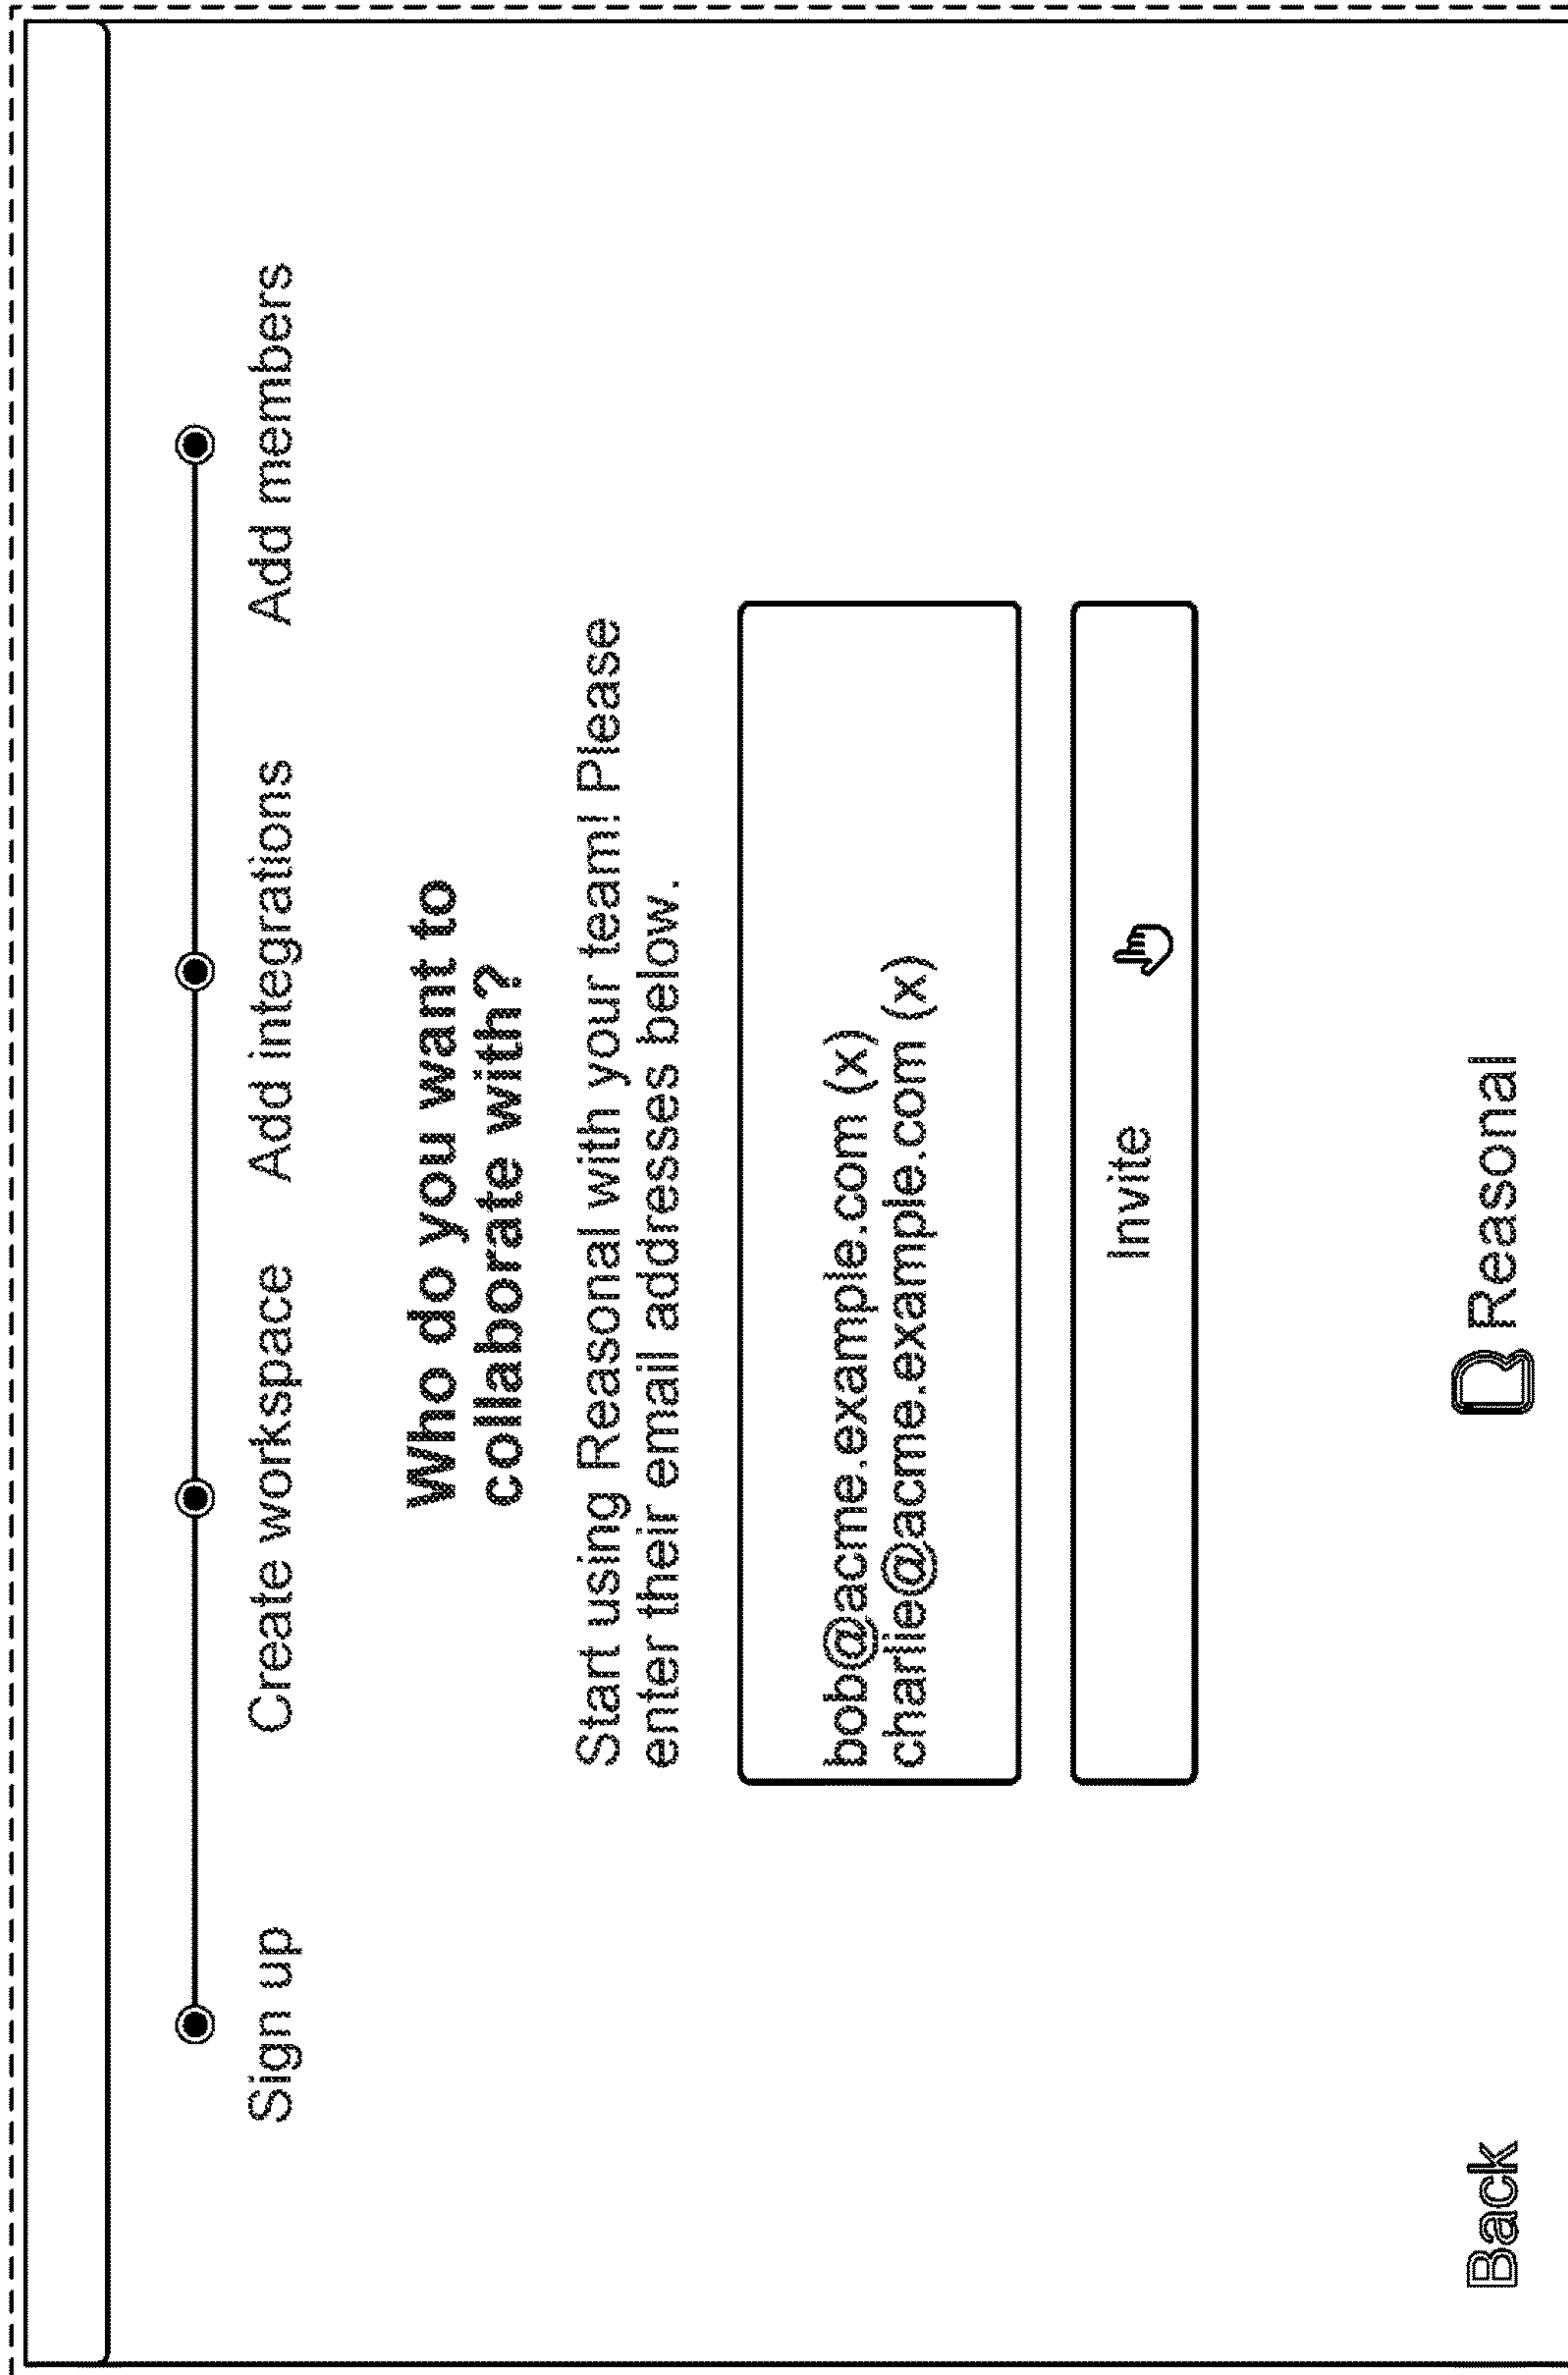 Sign up
Create workspace
Add integrations
Add members
Who do you want to
collaborate with?
Start using Reasonal with your team! Please
enter their email addresses below.
bob@acme.example.com (x)
charlie@acme.example.com (x)
Invite
Back
Reasonal